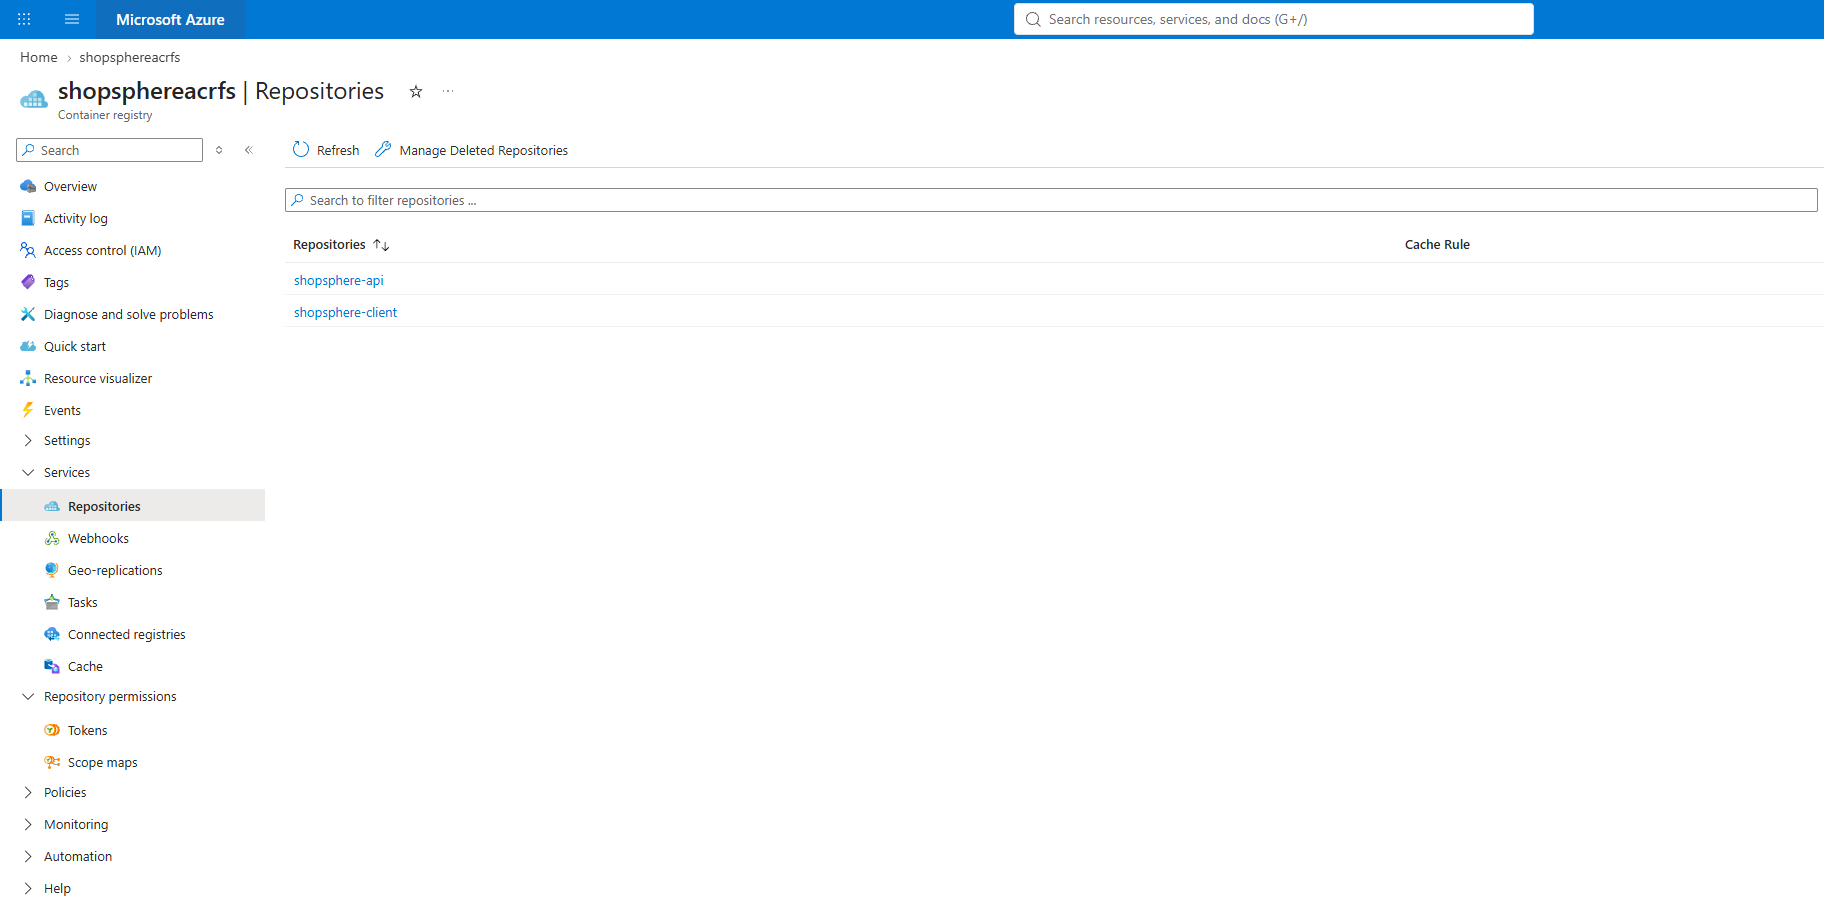 Microsoft Azure
Search resources, services, and docs (G+/)
Home > shopsphereacrfs
shopsphereacrfs | Repositories
Container registry
Search
Refresh
Manage Deleted Repositories
Overview
Activity log
Access control (IAM)
Tags
Diagnose and solve problems
Quick start
Resource visualizer
Events
Settings
Services
Repositories
Webhooks
Geo-replications
Tasks
Connected registries
Cache
Repository permissions
Tokens
Scope maps
Policies
Monitoring
Automation
Help
Search to filter repositories ...
Repositories Cache Rule
shopsphere-api
shopsphere-client